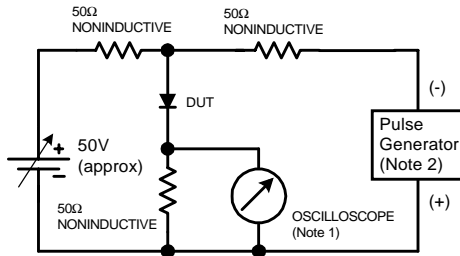 50Ω
NONINDUCTIVE
50Ω
NONINDUCTIVE
DUT
(-)
+
50V
(approx)
−
Pulse
Generator
(Note 2)
50Ω
NONINDUCTIVE
OSCILLOSCOPE
(Note 1)
(+)